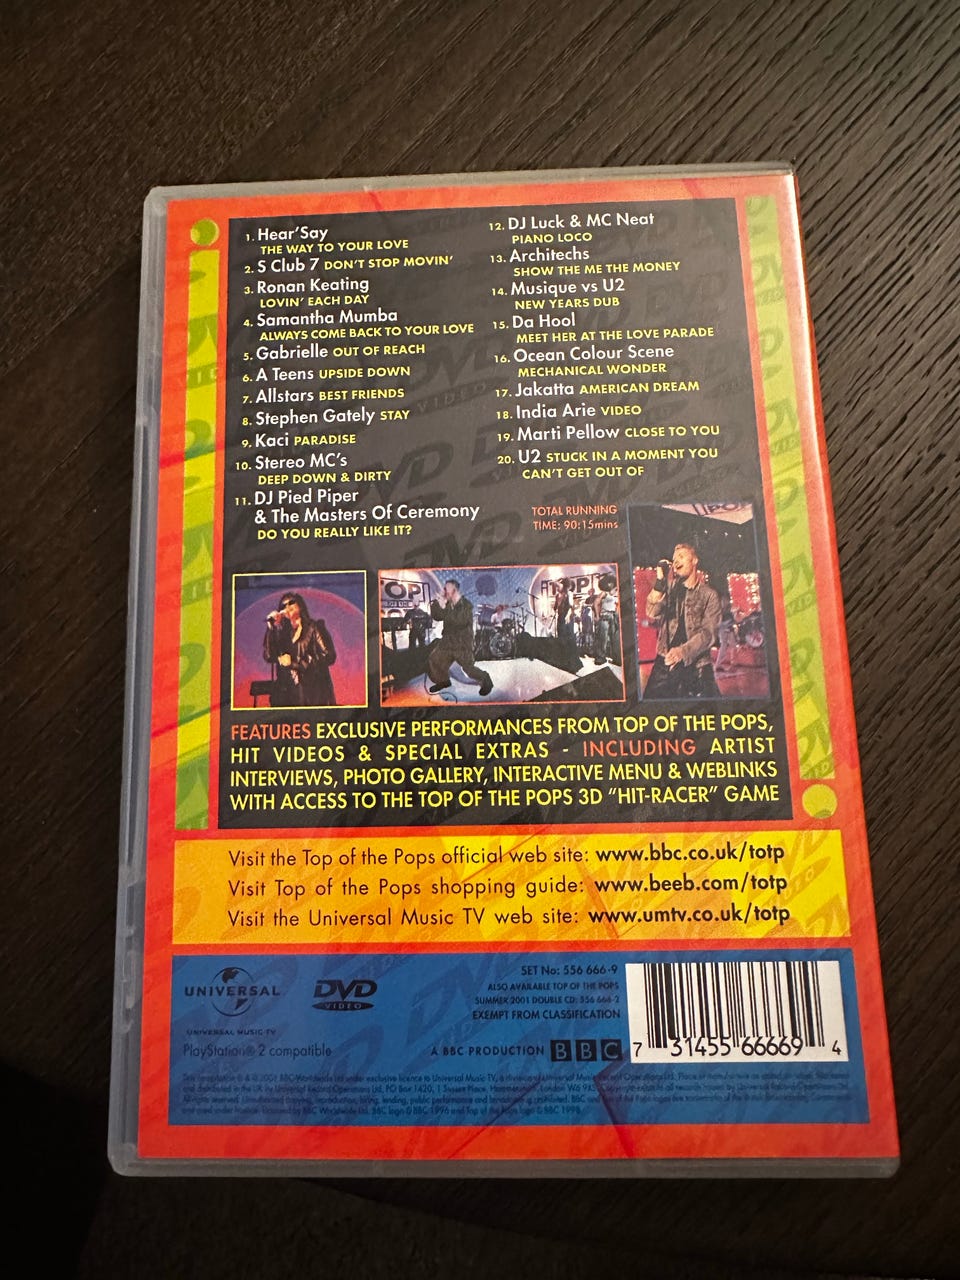 1. Hear'Say
THE WAY TO YOUR LOVE
2. S Club 7 DON'T STOP MOVIN'
3. Ronan Keating
LOVIN' EACH DAY
4. Samantha Mumba
ALWAYS COME BACK TO YOUR LOVE
5. Gabrielle OUT OF REACH
6. A Teens UPSIDE DOWN
7. Allstars BEST FRIENDS
8. Stephen Gately STAY
9. Kaci PARADISE
10. Stereo MC's
DEEP DOWN & DIRTY
11. DJ Pied Piper
& The Masters Of Ceremony
DO YOU REALLY LIKE IT?
12. DJ Luck & MC Neat
PIANO LOCO
13. Architechs
SHOW THE ME THE MONEY
14. Musique vs U2
NEW YEARS DUB
15. Da Hool
MEET HER AT THE LOVE PARADE
16. Ocean Colour Scene
MECHANICAL WONDER
17. Jakatta AMERICAN DREAM
18. India Arie VIDEO
19. Marti Pellow CLOSE TO YOU
20. U2 STUCK IN A MOMENT YOU
CAN'T GET OUT OF
TOTAL RUNNING
TIME: 90:15mins
FEATURES EXCLUSIVE PERFORMANCES FROM TOP OF THE POPS,
HIT VIDEOS & SPECIAL EXTRAS - INCLUDING ARTIST
INTERVIEWS, PHOTO GALLERY, INTERACTIVE MENU & WEBLINKS
WITH ACCESS TO THE TOP OF THE POPS 3D "HIT-RACER" GAME
Visit the Top of the Pops official web site: www.bbc.co.uk/totp
Visit Top of the Pops shopping guide: www.beeb.com/totp
Visit the Universal Music TV web site: www.umtv.co.uk/totp
UNIVERSAL
UNIVERSAL MUSIC TV
DVD
VIDEO
PlayStation® 2 compatible
SET No: 556 666-9
ALSO AVAILABLE TOP OF THE POPS
SUMMER 2001 DOUBLE CD: 556 666-2
EXEMPT FROM CLASSIFICATION
A BBC PRODUCTION BBC
7 31455 66669 4